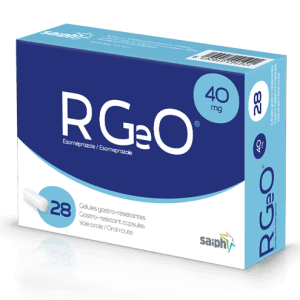 40
mg
RGeO®
Esoméprazole / Esomeprazole
28
Gélules gastro-résistantes
Gastro-resistant capsules
Voie orale / Oral route
saiph
28
RGeO
40
mg